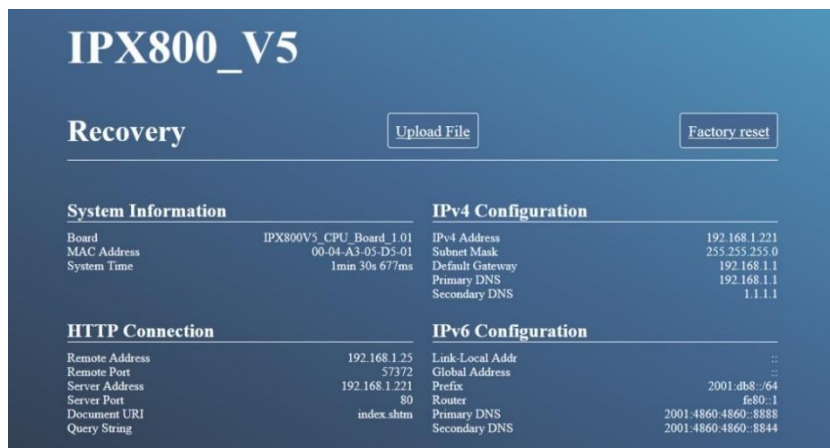 IPX800_V5
Recovery Upload File Factory reset
System Information
Board IPX800V5_CPU_Board_1.01
MAC Address 00-04-A3-05-D5-01
System Time 1min 30s 677ms
IPv4 Configuration
IPv4 Address 192.168.1.221
Subnet Mask 255.255.255.0
Default Gateway 192.168.1.1
Primary DNS 192.168.1.1
Secondary DNS 1.1.1.1
HTTP Connection
Remote Address 192.168.1.25
Remote Port 57372
Server Address 192.168.1.221
Server Port 80
Document URI index.shtm
Query String
IPv6 Configuration
Link-Local Addr ::
Global Address ::
Prefix 2001:db8::/64
Router fe80::1
Primary DNS 2001:4860:4860::8888
Secondary DNS 2001:4860:4860::8844